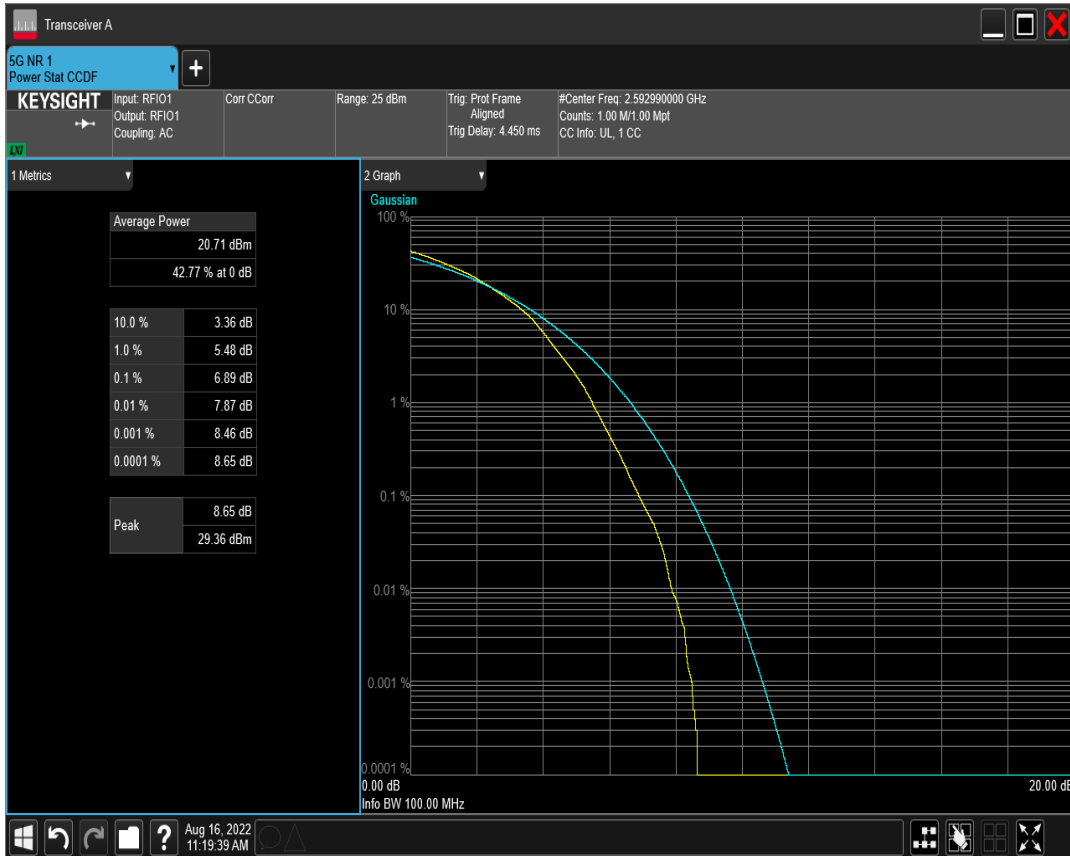 Transceiver A
5G NR 1
Power Stat CCDF
KEYSIGHT
LXI
Input: RFIO1
Output: RFIO1
Coupling: AC
Corr CCorr
Range: 25 dBm
Trig: Prot Frame
Aligned
Trig Delay: 4.450 ms
#Center Freq: 2.592990000 GHz
Counts: 1.00 M/1.00 Mpt
CC Info: UL, 1 CC
1 Metrics
Average Power
20.71 dBm
42.77 % at 0 dB
10.0 % 3.36 dB
1.0 % 5.48 dB
0.1 % 6.89 dB
0.01 % 7.87 dB
0.001 % 8.46 dB
0.0001 % 8.65 dB
Peak
8.65 dB
29.36 dBm
2 Graph
Gaussian
100 %
10 %
1 %
0.1 %
0.01 %
0.001 %
0.0001 %
0.00 dB 20.00 dB
Info BW 100.00 MHz
? Aug 16, 2022
11:19:39 AM